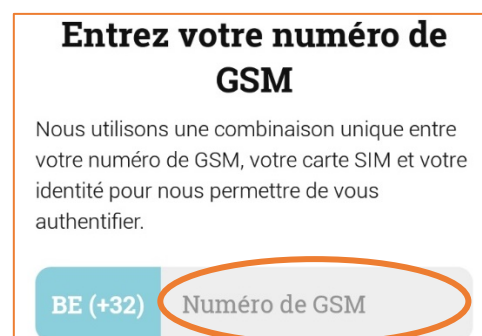 Entrez votre numéro de
GSM
Nous utilisons une combinaison unique entre
votre numéro de GSM, votre carte SIM et votre
identité pour nous permettre de vous
authentifier.
BE (+32) Numéro de GSM